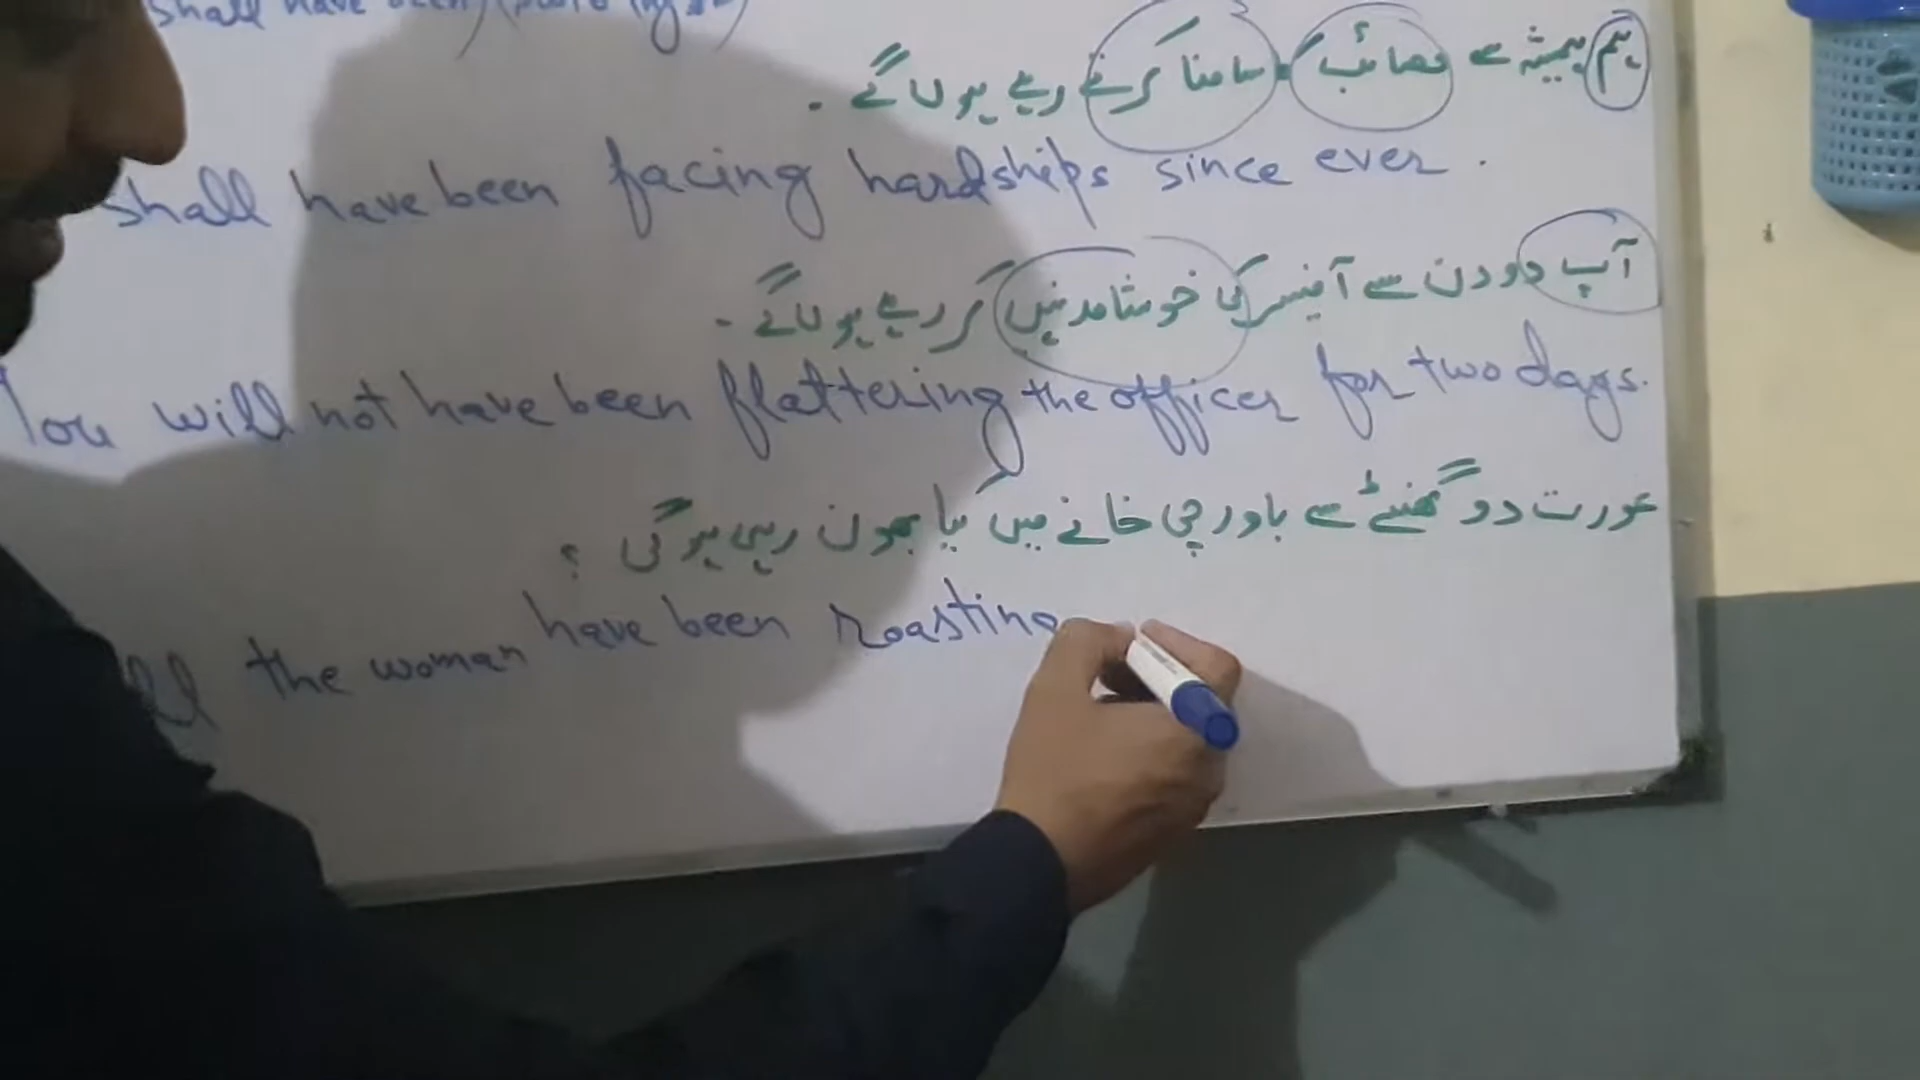 shall have been
ہم ہمیشہ سے مصائب کا سامنا کرتے رہے ہوں گے ۔
shall have been facing hardships since ever .
آپ دو دن سے آفیسر کی خوشامد نہیں کر رہے ہوں گے ۔
You will not have been flattering the officer for two days.
عورت دو گھنٹے سے باورچی خانے میں کیا بھون رہی ہو گی ؟
the woman have been roasting